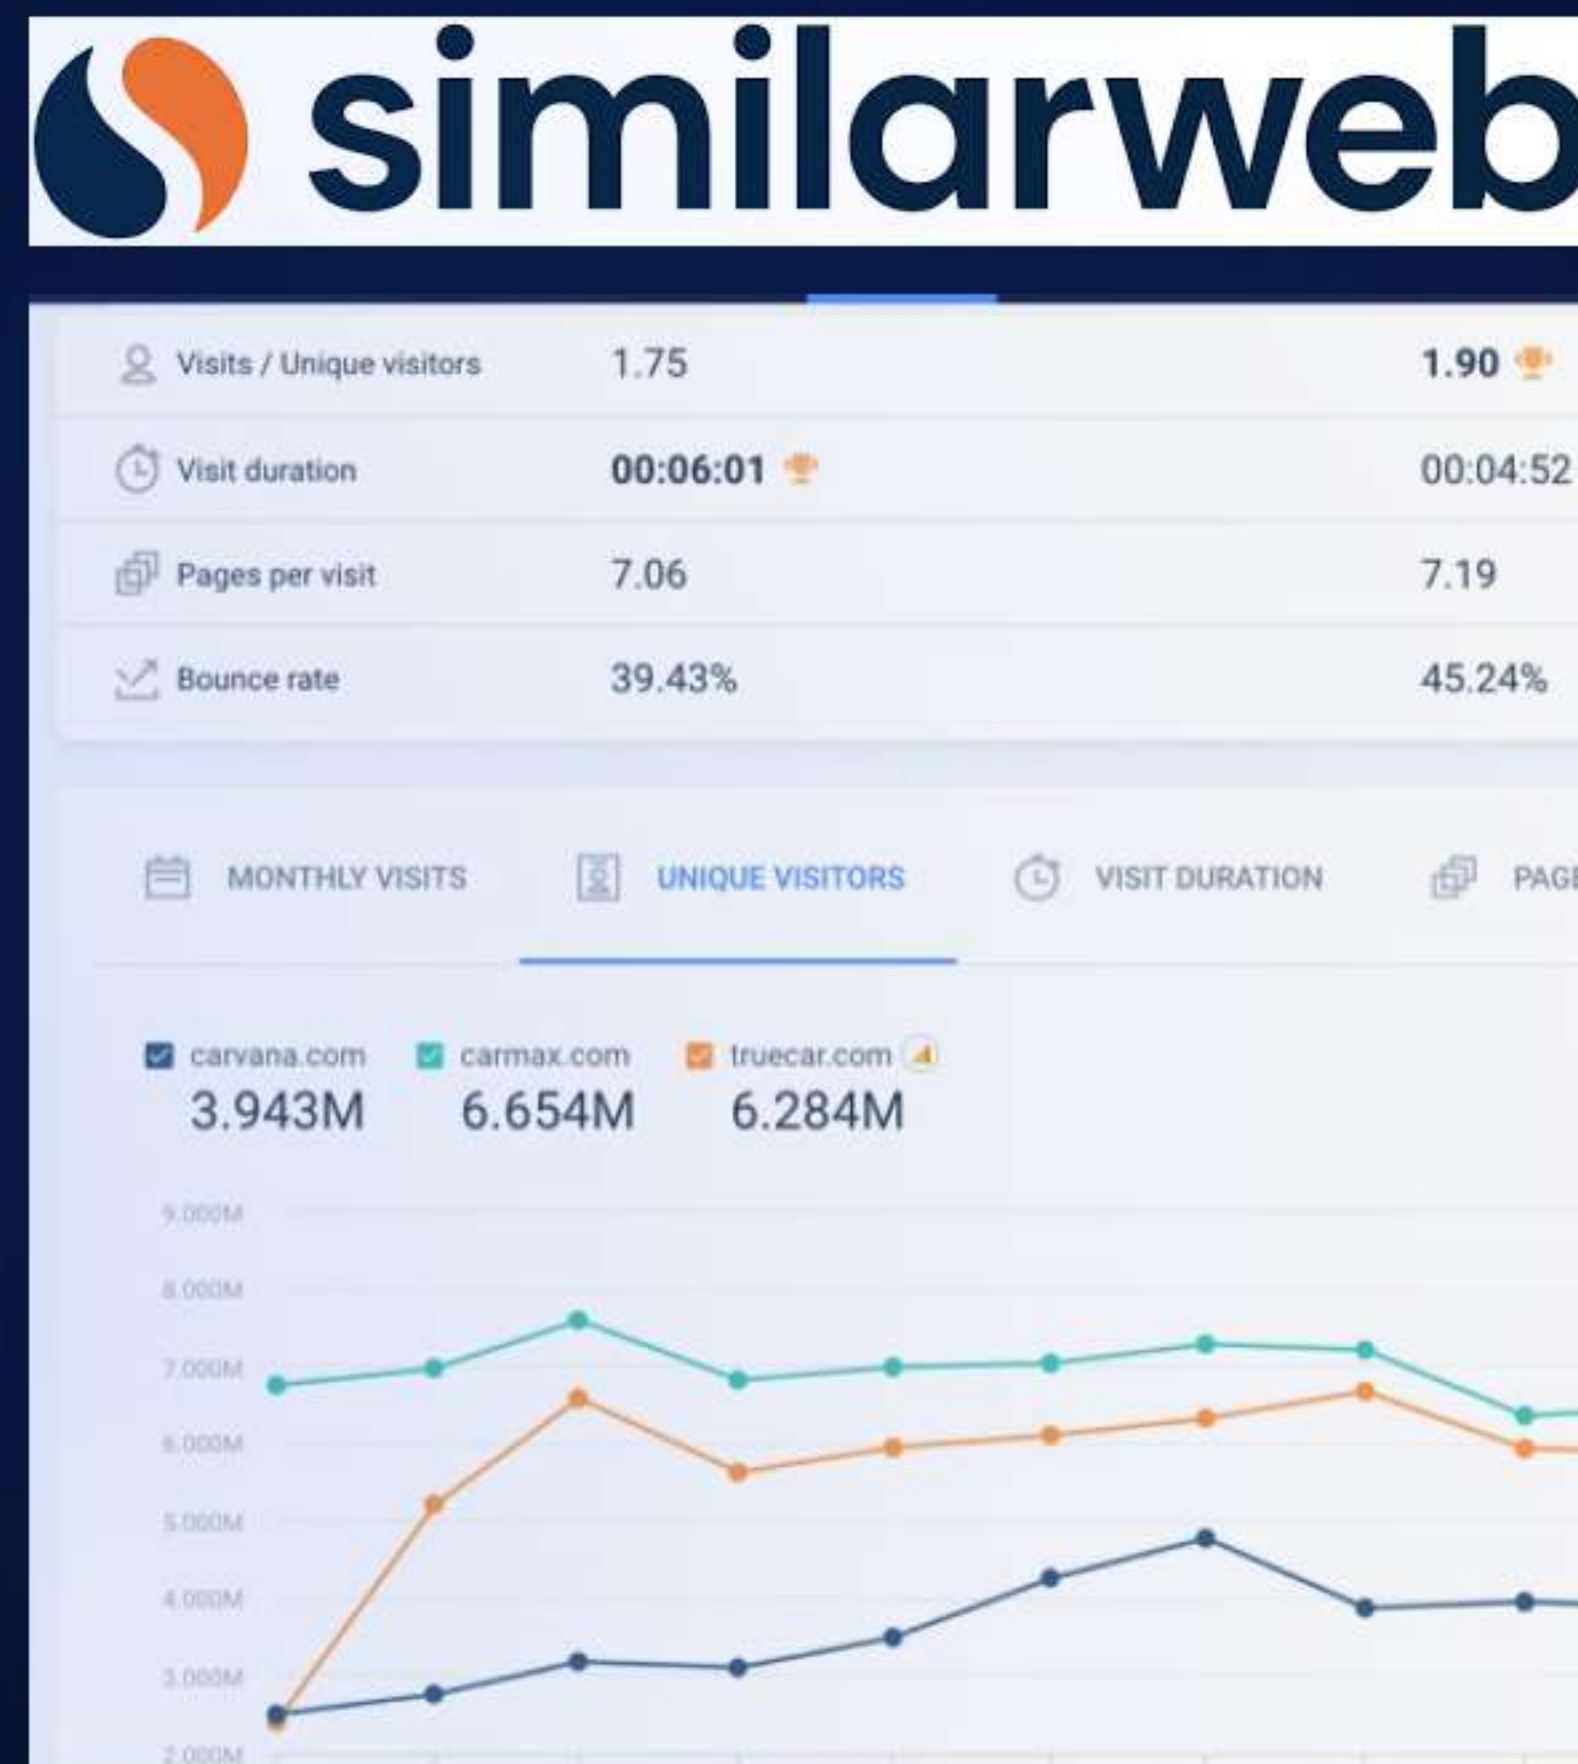 similarweb
Visits / Unique visitors 1.75 1.90
Visit duration 00:06:01 00:04:52
Pages per visit 7.06 7.19
Bounce rate 39.43% 45.24%
MONTHLY VISITS UNIQUE VISITORS VISIT DURATION PAGE
carvana.com carmax.com truecar.com
3.943M 6.654M 6.284M
9.000M
8.000M
7.000M
6.000M
5.000M
4.000M
3.000M
2.000M